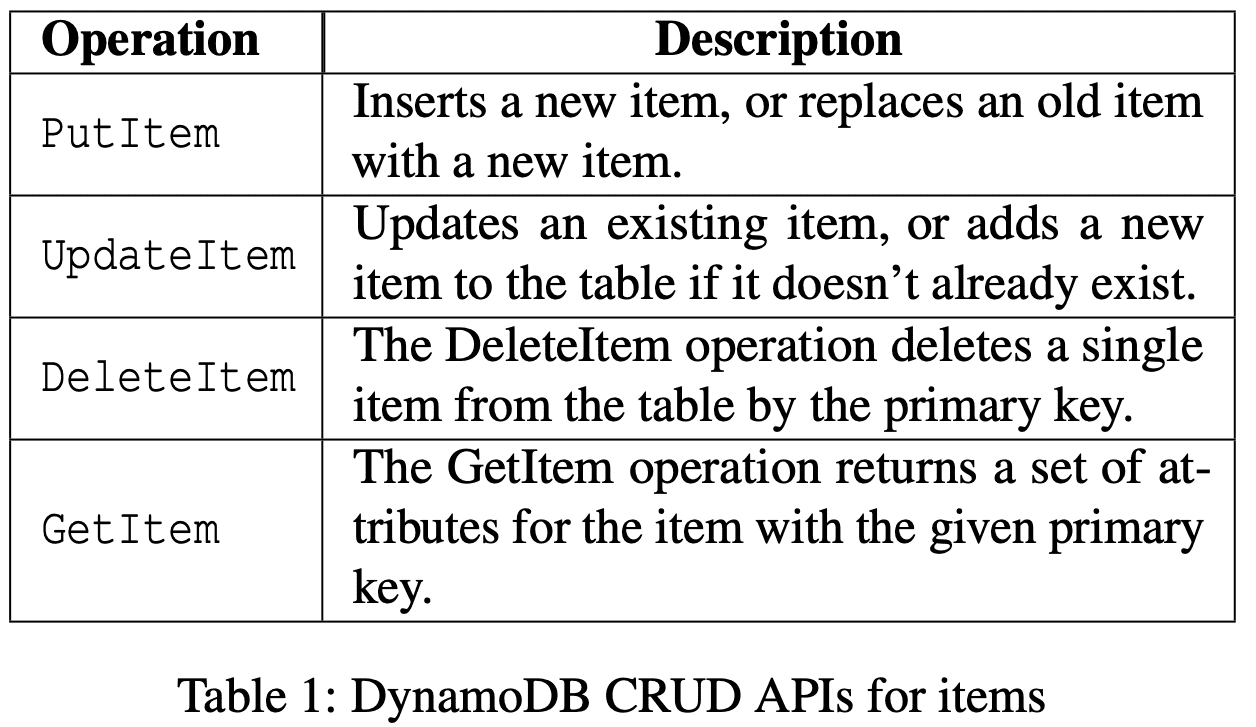 Operation Description
PutItem
Inserts a new item, or replaces an old item
with a new item.
UpdateItem
Updates an existing item, or adds a new
item to the table if it doesn’t already exist.
DeleteItem
The DeleteItem operation deletes a single
item from the table by the primary key.
GetItem
The GetItem operation returns a set of at-
tributes for the item with the given primary
key.
Table 1: DynamoDB CRUD APIs for items